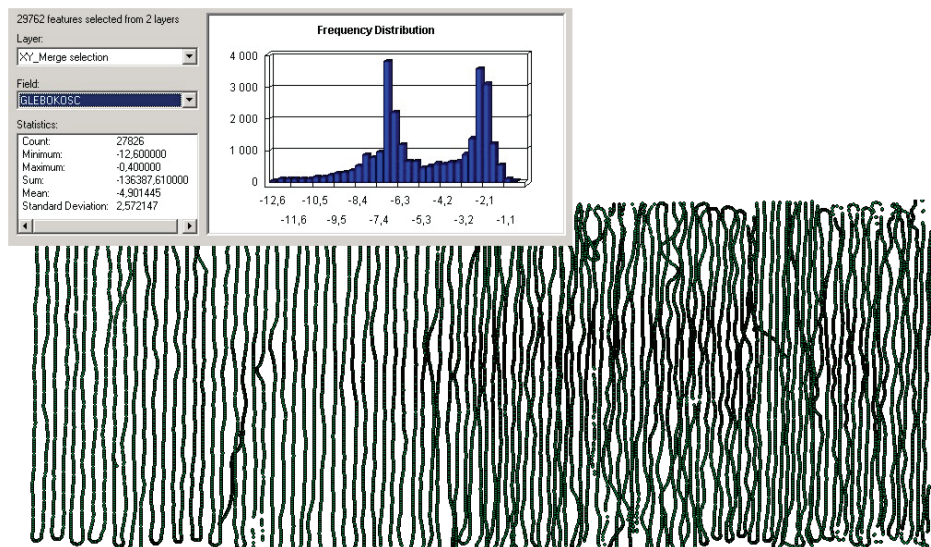 29762 features selected from 2 layers
Layer:
XY_Merge selection
Field:
GLEBOKOSC
Statistics:
Count: 27826
Minimum: -12,600000
Maximum: -0,400000
Sum: -136387,610000
Mean: -4,901445
Standard Deviation: 2,572147
Frequency Distribution
4 000
3 000
2 000
1 000
0
-12,6 -10,5 -8,4 -6,3 -4,2 -2,1
-11,6 -9,5 -7,4 -5,3 -3,2 -1,1